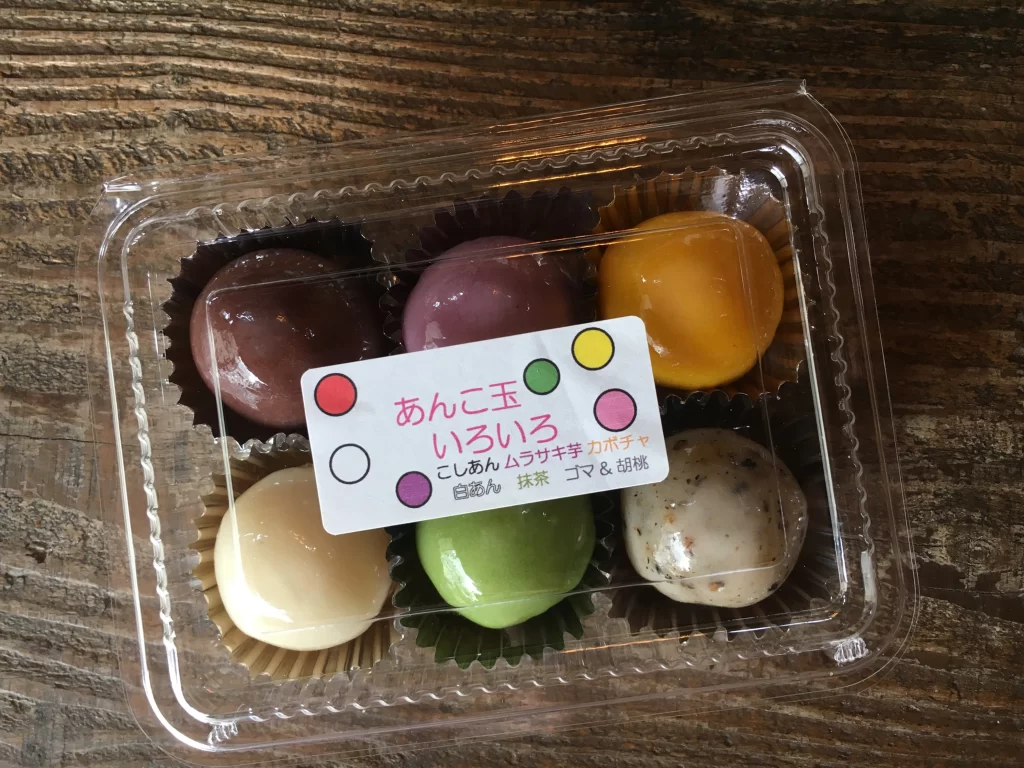 あんこ玉
いろいろ
こしあん ムラサキ芋 カボチャ
白あん 抹茶 ゴマ&胡桃